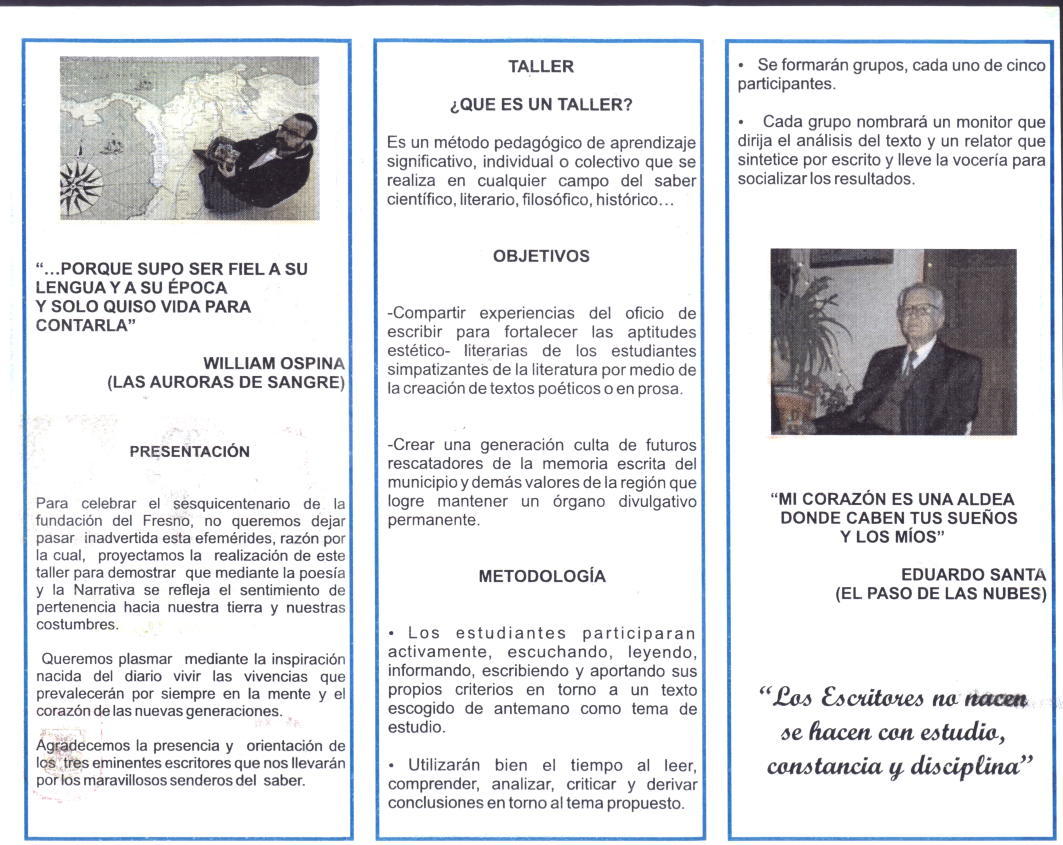 “…PORQUE SUPO SER FIEL A SU
LENGUA Y A SU ÉPOCA
Y SOLO QUISO VIDA PARA
CONTARLA”
WILLIAM OSPINA
(LAS AURORAS DE SANGRE)
PRESENTACIÓN
Para celebrar el sesquicentenario de la
fundación del Fresno, no queremos dejar
pasar inadvertida esta efemérides, razón por
la cual, proyectamos la realización de este
taller para demostrar que mediante la poesía
y la Narrativa se refleja el sentimiento de
pertenencia hacia nuestra tierra y nuestras
costumbres.
Queremos plasmar mediante la inspiración
nacida del diario vivir las vivencias que
prevalecerán por siempre en la mente y el
corazón de las nuevas generaciones.
Agradecemos la presencia y orientación de
los tres eminentes escritores que nos llevarán
por los maravillosos senderos del saber.
TALLER
¿QUE ES UN TALLER?
Es un método pedagógico de aprendizaje
significativo, individual o colectivo que se
realiza en cualquier campo del saber
científico, literario, filosófico, histórico…
OBJETIVOS
-Compartir experiencias del oficio de
escribir para fortalecer las aptitudes
estético- literarias de los estudiantes
simpatizantes de la literatura por medio de
la creación de textos poéticos o en prosa.
-Crear una generación culta de futuros
rescatadores de la memoria escrita del
municipio y demás valores de la región que
logre mantener un órgano divulgativo
permanente.
METODOLOGÍA
• Los estudiantes participaran
activamente, escuchando, leyendo,
informando, escribiendo y aportando sus
propios criterios en torno a un texto
escogido de antemano como tema de
estudio.
• Utilizarán bien el tiempo al leer,
comprender, analizar, criticar y derivar
conclusiones en torno al tema propuesto.
• Se formarán grupos, cada uno de cinco
participantes.
• Cada grupo nombrará un monitor que
dirija el análisis del texto y un relator que
sintetice por escrito y lleve la vocería para
socializar los resultados.
“MI CORAZÓN ES UNA ALDEA
DONDE CABEN TUS SUEÑOS
Y LOS MÍOS”
EDUARDO SANTA
(EL PASO DE LAS NUBES)
“Los Escritores no nacen
se hacen con estudio,
constancia y disciplina”